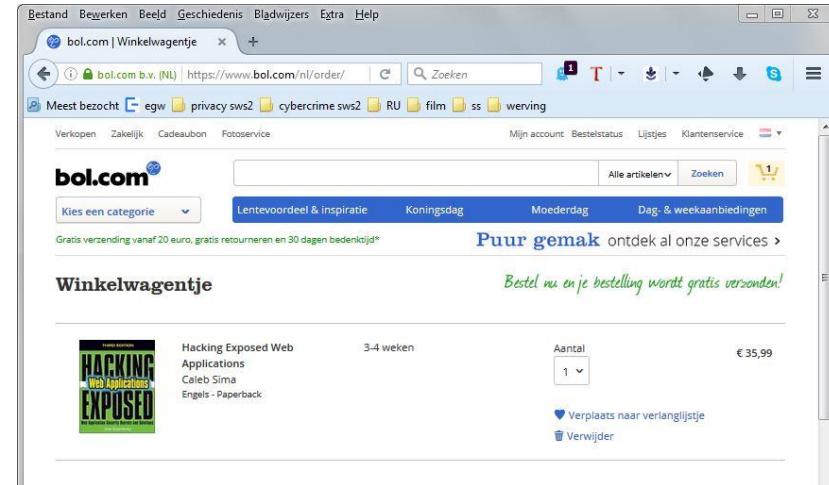 Bestand Bewerken Beeld Geschiedenis Bladwijzers Extra Help
bol.com | Winkelwagentje
bol.com b.v. (NL) https://www.bol.com/nl/order/ Zoeken 1
Meest bezocht egw privacy sws2 cybercrime sws2 RU film ss werving
Verkopen Zakelijk Cadeaubon Fotoservice Mijn account Bestelstatus Lijstjes Klantenservice
bol.com Alle artikelen Zoeken 1
Kies een categorie Lentevoordeel & inspiratie Koningsdag Moederdag Dag- & weekaanbiedingen
Gratis verzending vanaf 20 euro, gratis retourneren en 30 dagen bedenktijd* Puur gemak ontdek al onze services >
Winkelwagentje Bestel nu en je bestelling wordt gratis verzonden!
HACKING
Web Applications
EXPOSED
Hacking Exposed Web 3-4 weken Aantal € 35,99
Applications
Caleb Sima 1
Engels - Paperback
Verplaats naar verlanglijstje
Verwijder